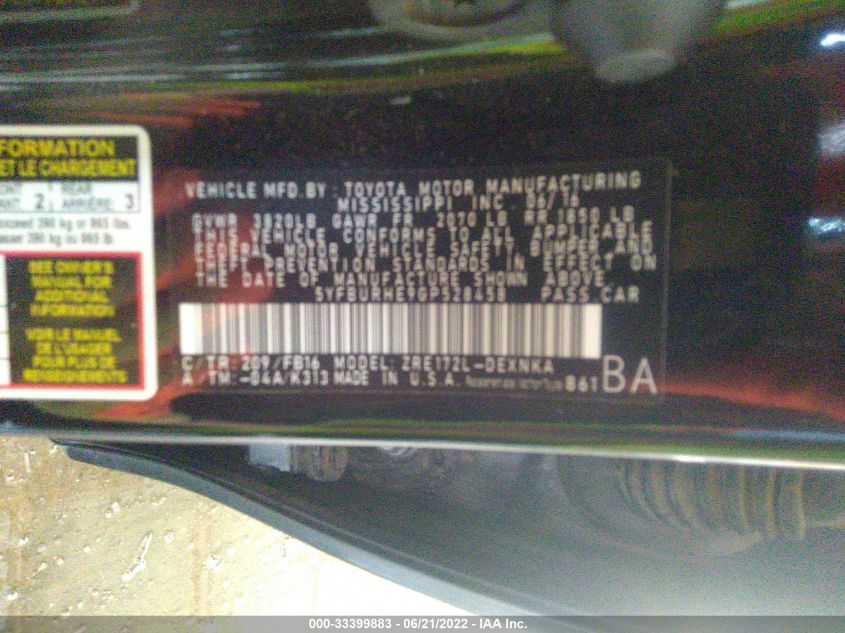 FORMATION
ET LE CHARGEMENT
2 ARRIÈRE: 3
SEE OWNER'S
MANUAL FOR
ADDITIONAL
INFORMATION
VOIR LE MANUEL
DE L'USAGER
POUR PLUS DE
VEHICLE MFD.BY: TOYOTA MOTOR MANUFACTURING
MISSISSIPPI INC. 06/16
GVWR 3820LB GAWR FR 2070 LB RR 1850 LB
THIS VEHICLE CONFORMS TO ALL APPLICABLE
FEDERAL MOTOR VEHICLE SAFETY, BUMPER AND
THEFT PREVENTION STANDARDS IN EFFECT ON
THE DATE OF MANUFACTURE SHOWN ABOVE.
5YFBURHE9GP528458 PASS.CAR
C/TR:209/FB16 MODEL: ZRE172L-DEXNKA
A/TM:-04A/K313 MADE IN U.S.A. 861 BA
000-33399883 - 06/21/2022 - IAA Inc.